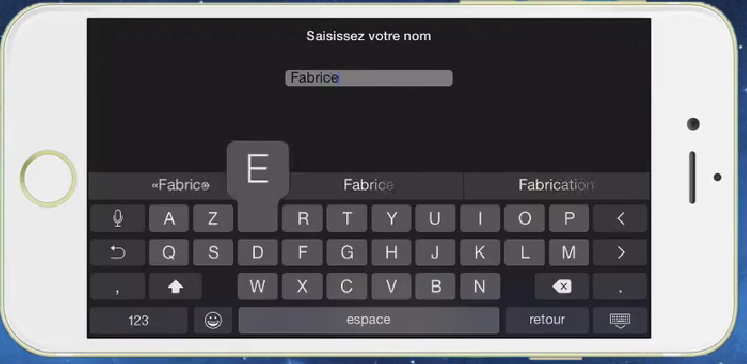 Saisissez votre nom
Fabrice
«Fabrice» Fabrice Fabrication
E
A Z R T Y U I O P <
Q S D F G H J K L M >
, W X C V B N .
123 espace retour